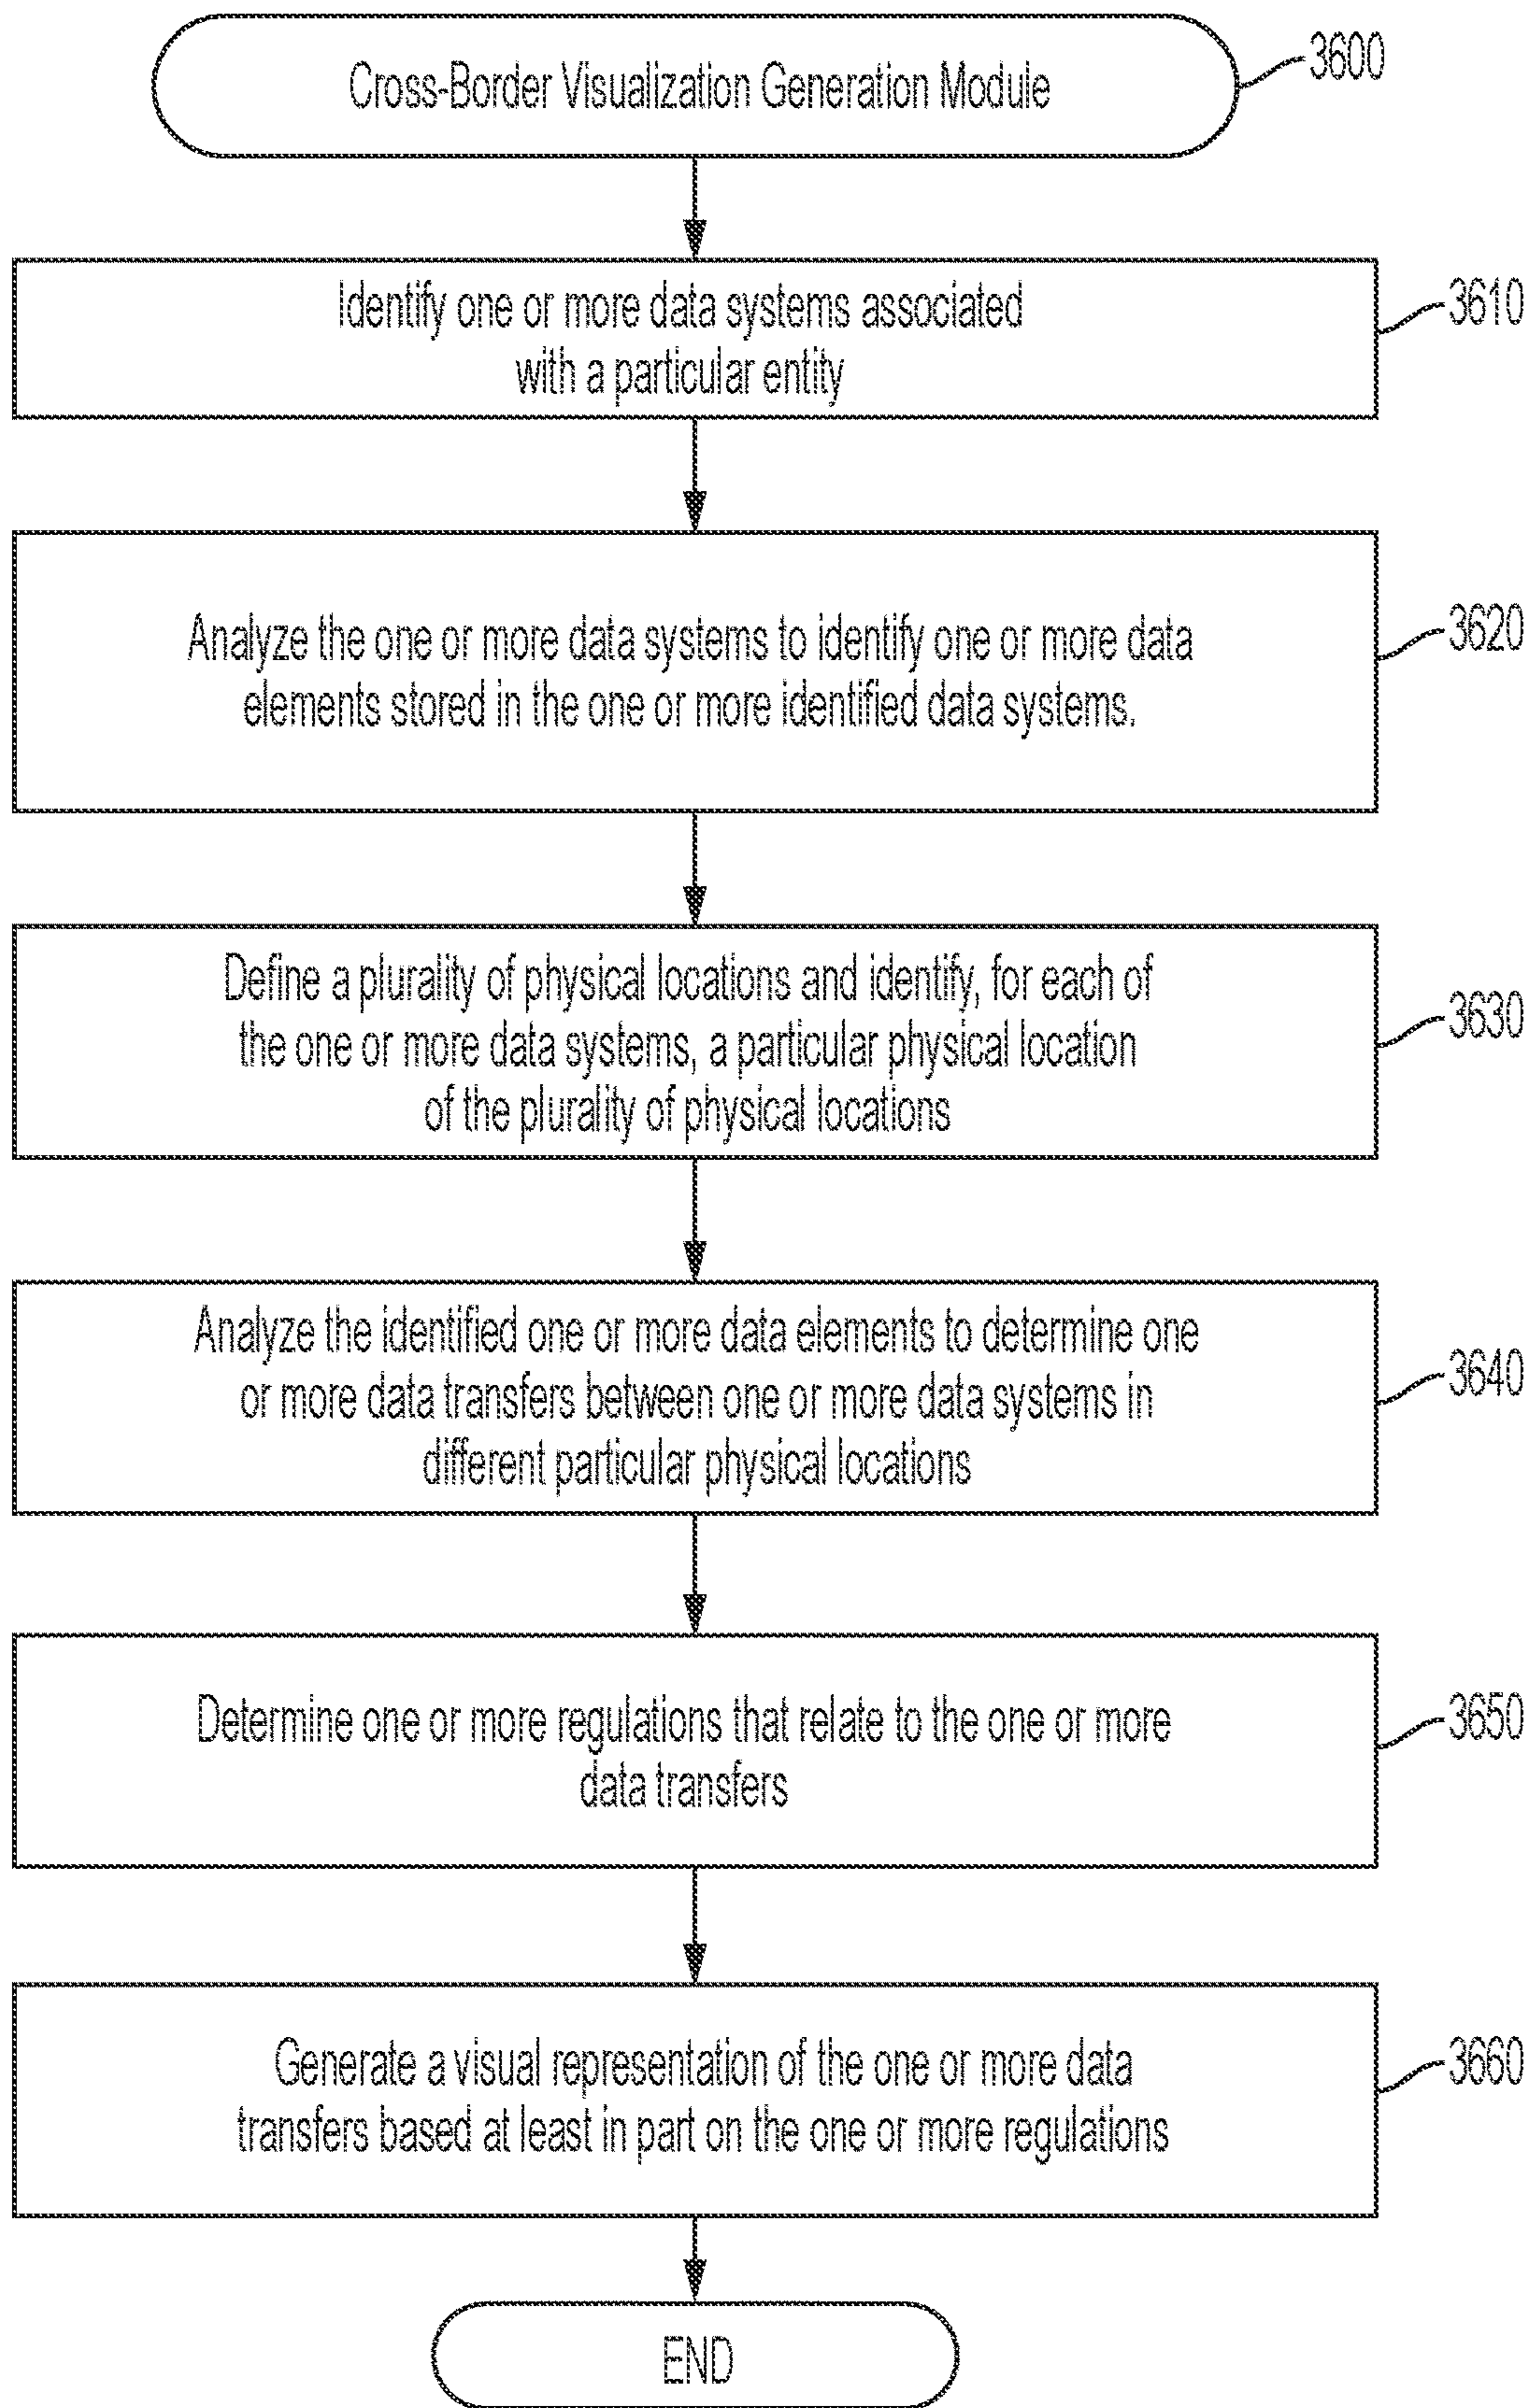 Cross-Border Visualization Generation Module
3600
Identify one or more data systems associated
with a particular entity
3610
Analyze the one or more data systems to identify one or more data
elements stored in the one or more identified data systems.
3620
Define a plurality of physical locations and identify, for each of
the one or more data systems, a particular physical location
of the plurality of physical locations
3630
Analyze the identified one or more data elements to determine one
or more data transfers between one or more data systems in
different particular physical locations
3640
Determine one or more regulations that relate to the one or more
data transfers
3650
Generate a visual representation of the one or more data
transfers based at least in part on the one or more regulations
3660
END